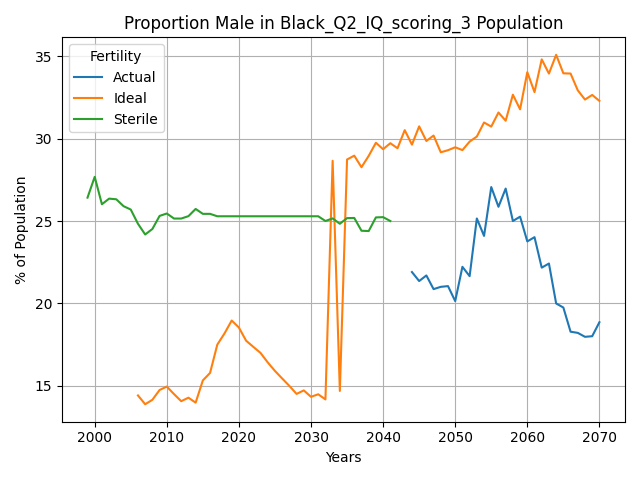 Proportion Male in Black_Q2_IQ_scoring_3 Population
Fertility
Actual
Ideal
Sterile
% of Population
35
30
25
20
15
2000
2010
2020
2030
2040
2050
2060
2070
Years